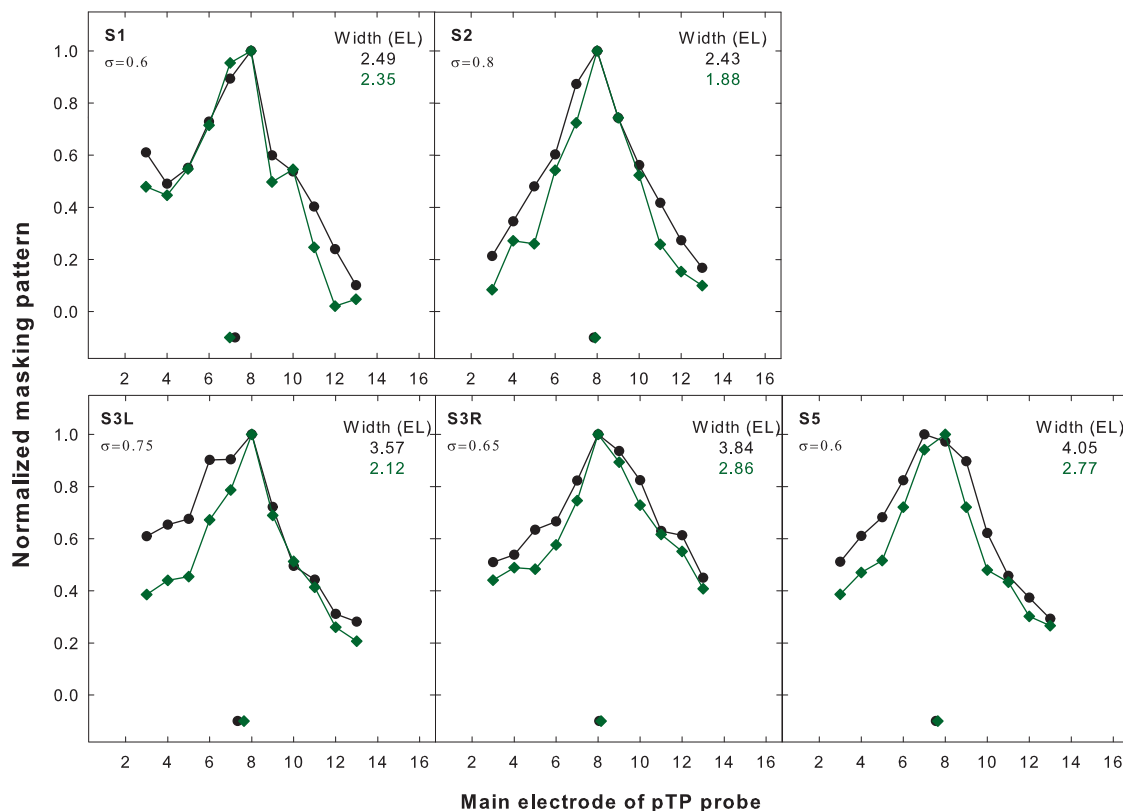 S1
σ=0.6
Width (EL)
2.49
2.35
S2
σ=0.8
Width (EL)
2.43
1.88
1.0
0.8
0.6
0.4
0.2
0.0
2 4 6 8 10 12 14 16
2 4 6 8 10 12 14 16
Normalized masking pattern
S3L
σ=0.75
Width (EL)
3.57
2.12
S3R
σ=0.65
Width (EL)
3.84
2.86
S5
σ=0.6
Width (EL)
4.05
2.77
1.0
0.8
0.6
0.4
0.2
0.0
2 4 6 8 10 12 14 16
2 4 6 8 10 12 14 16
2 4 6 8 10 12 14 16
Main electrode of pTP probe